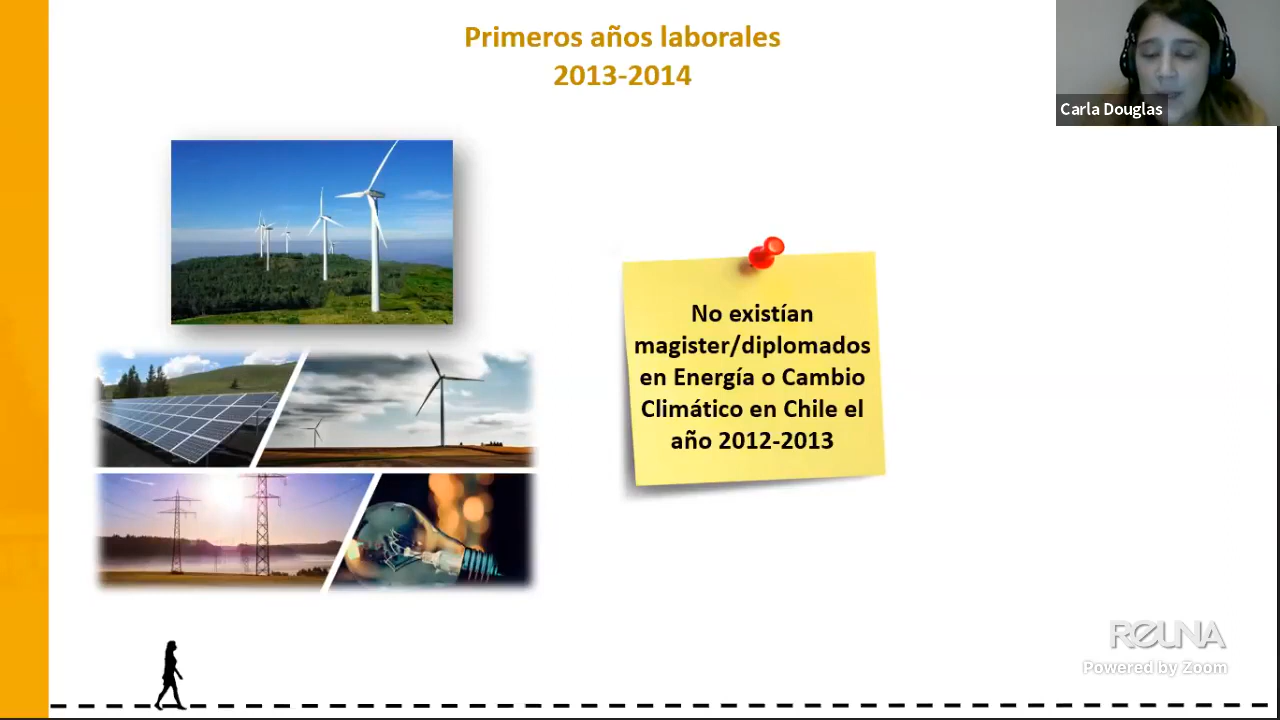 Primeros años laborales
2013-2014
Carla Douglas
No existían
magister/diplomados
en Energía o Cambio
Climático en Chile el
año 2012-2013
REUNA
Powered by Zoom